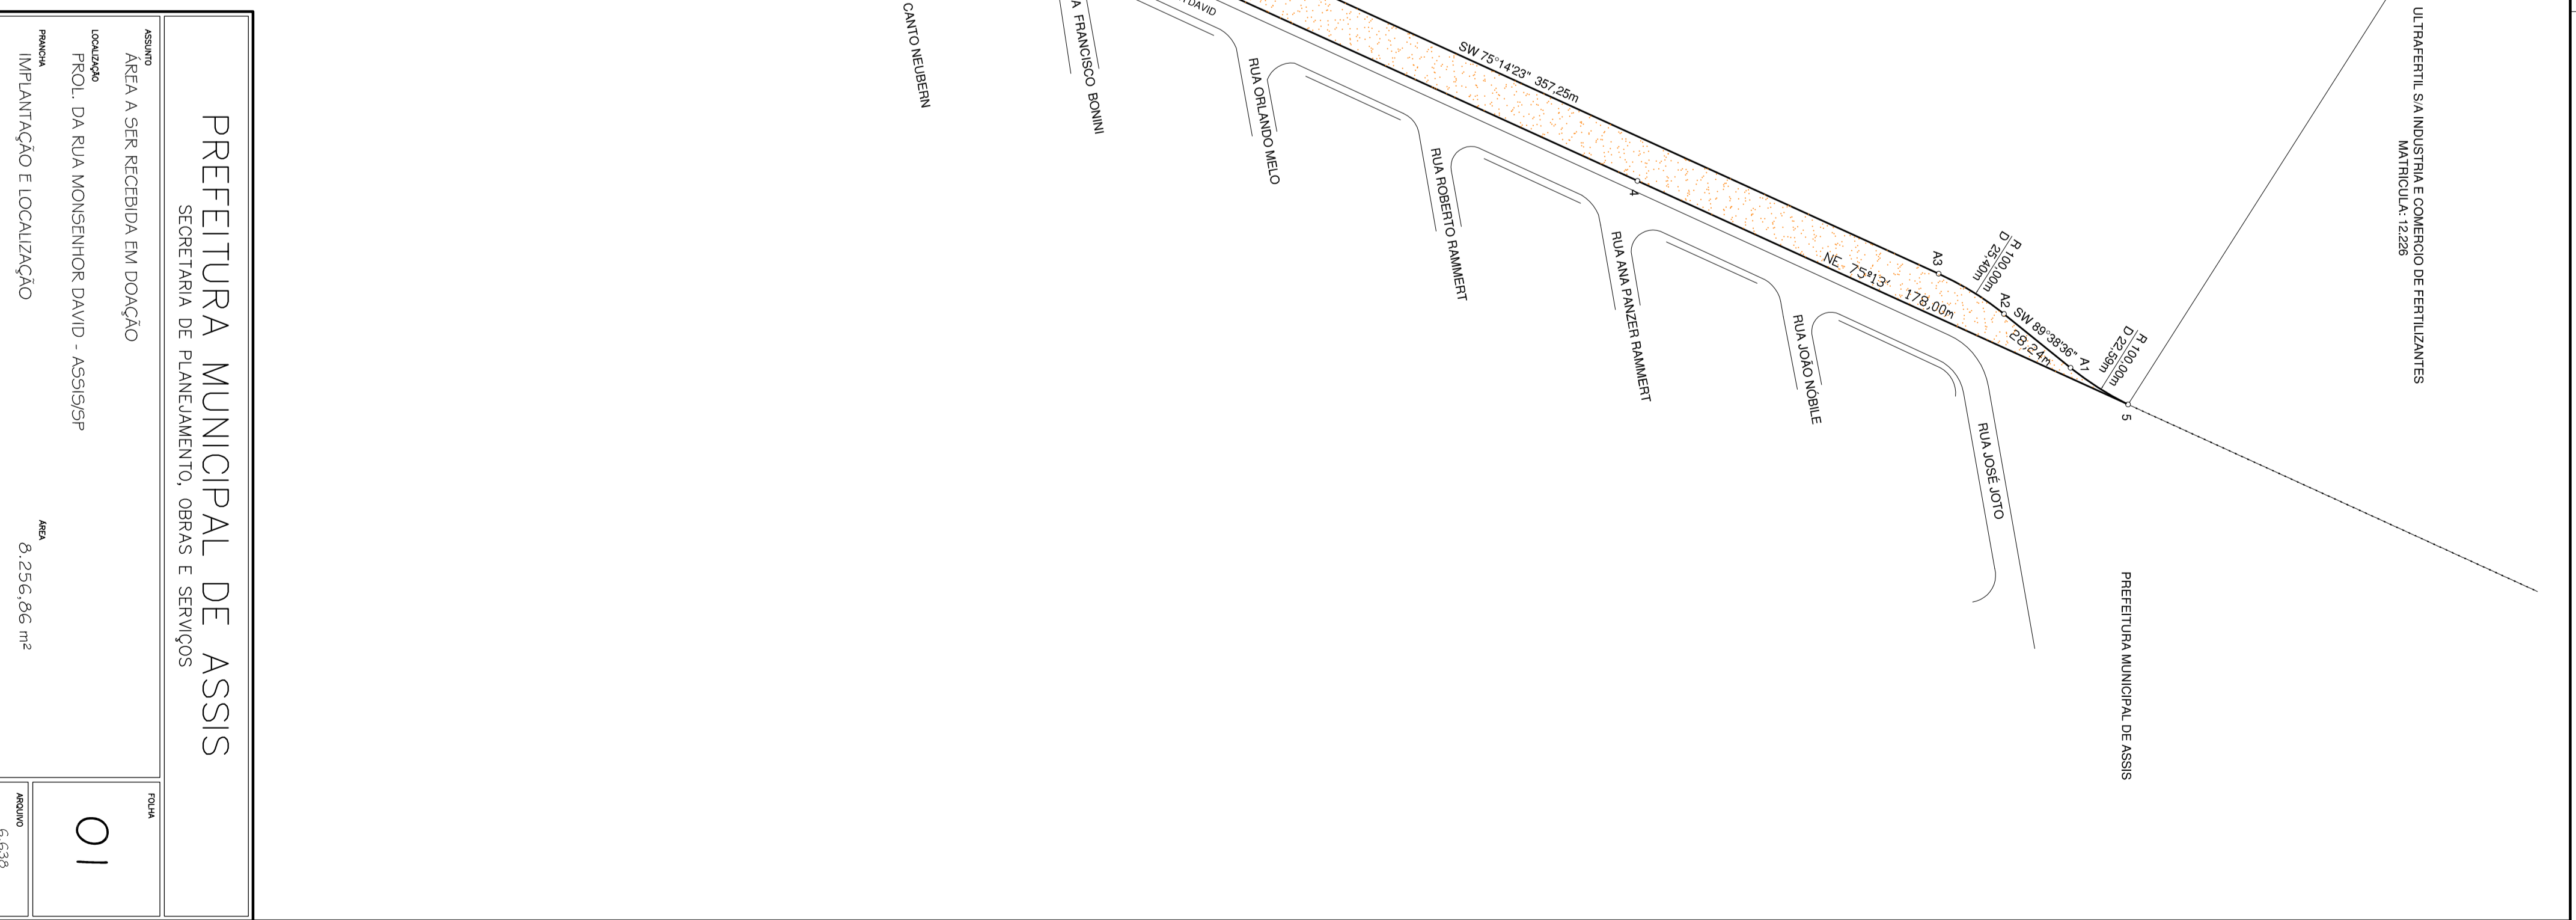 PREFEITURA MUNICIPAL DE ASSIS
SECRETARIA DE PLANEJAMENTO, OBRAS E SERVIÇOS
ASSUNTO
ÁREA A SER RECEBIDA EM DOAÇÃO
LOCALIZAÇÃO
PROL. DA RUA MONSENHOR DAVID - ASSIS/SP
PRANCHA
IMPLANTAÇÃO E LOCALIZAÇÃO
ÁREA
8.256,86 m²
FOLHA
01
ARQUIVO
6.638
ULTRAFERTIL S/A INDUSTRIA E COMERCIO DE FERTILIZANTES
MATRICULA: 12.226
PREFEITURA MUNICIPAL DE ASSIS
5
R 100,00m
D 22,59m
A1
SW 89°38'36"
28,24m
A2
R 100,00m
D 25,40m
A3
NE 75°13' 178,00m
4
SW 75°14'23" 357,25m
RUA JOSÉ JOTO
RUA JOÃO NÓBILE
RUA ANA PANZER RAMMERT
RUA ROBERTO RAMMERT
RUA ORLANDO MELO
DAVID
A FRANCISCO BONINI
CANTO NEUBERN